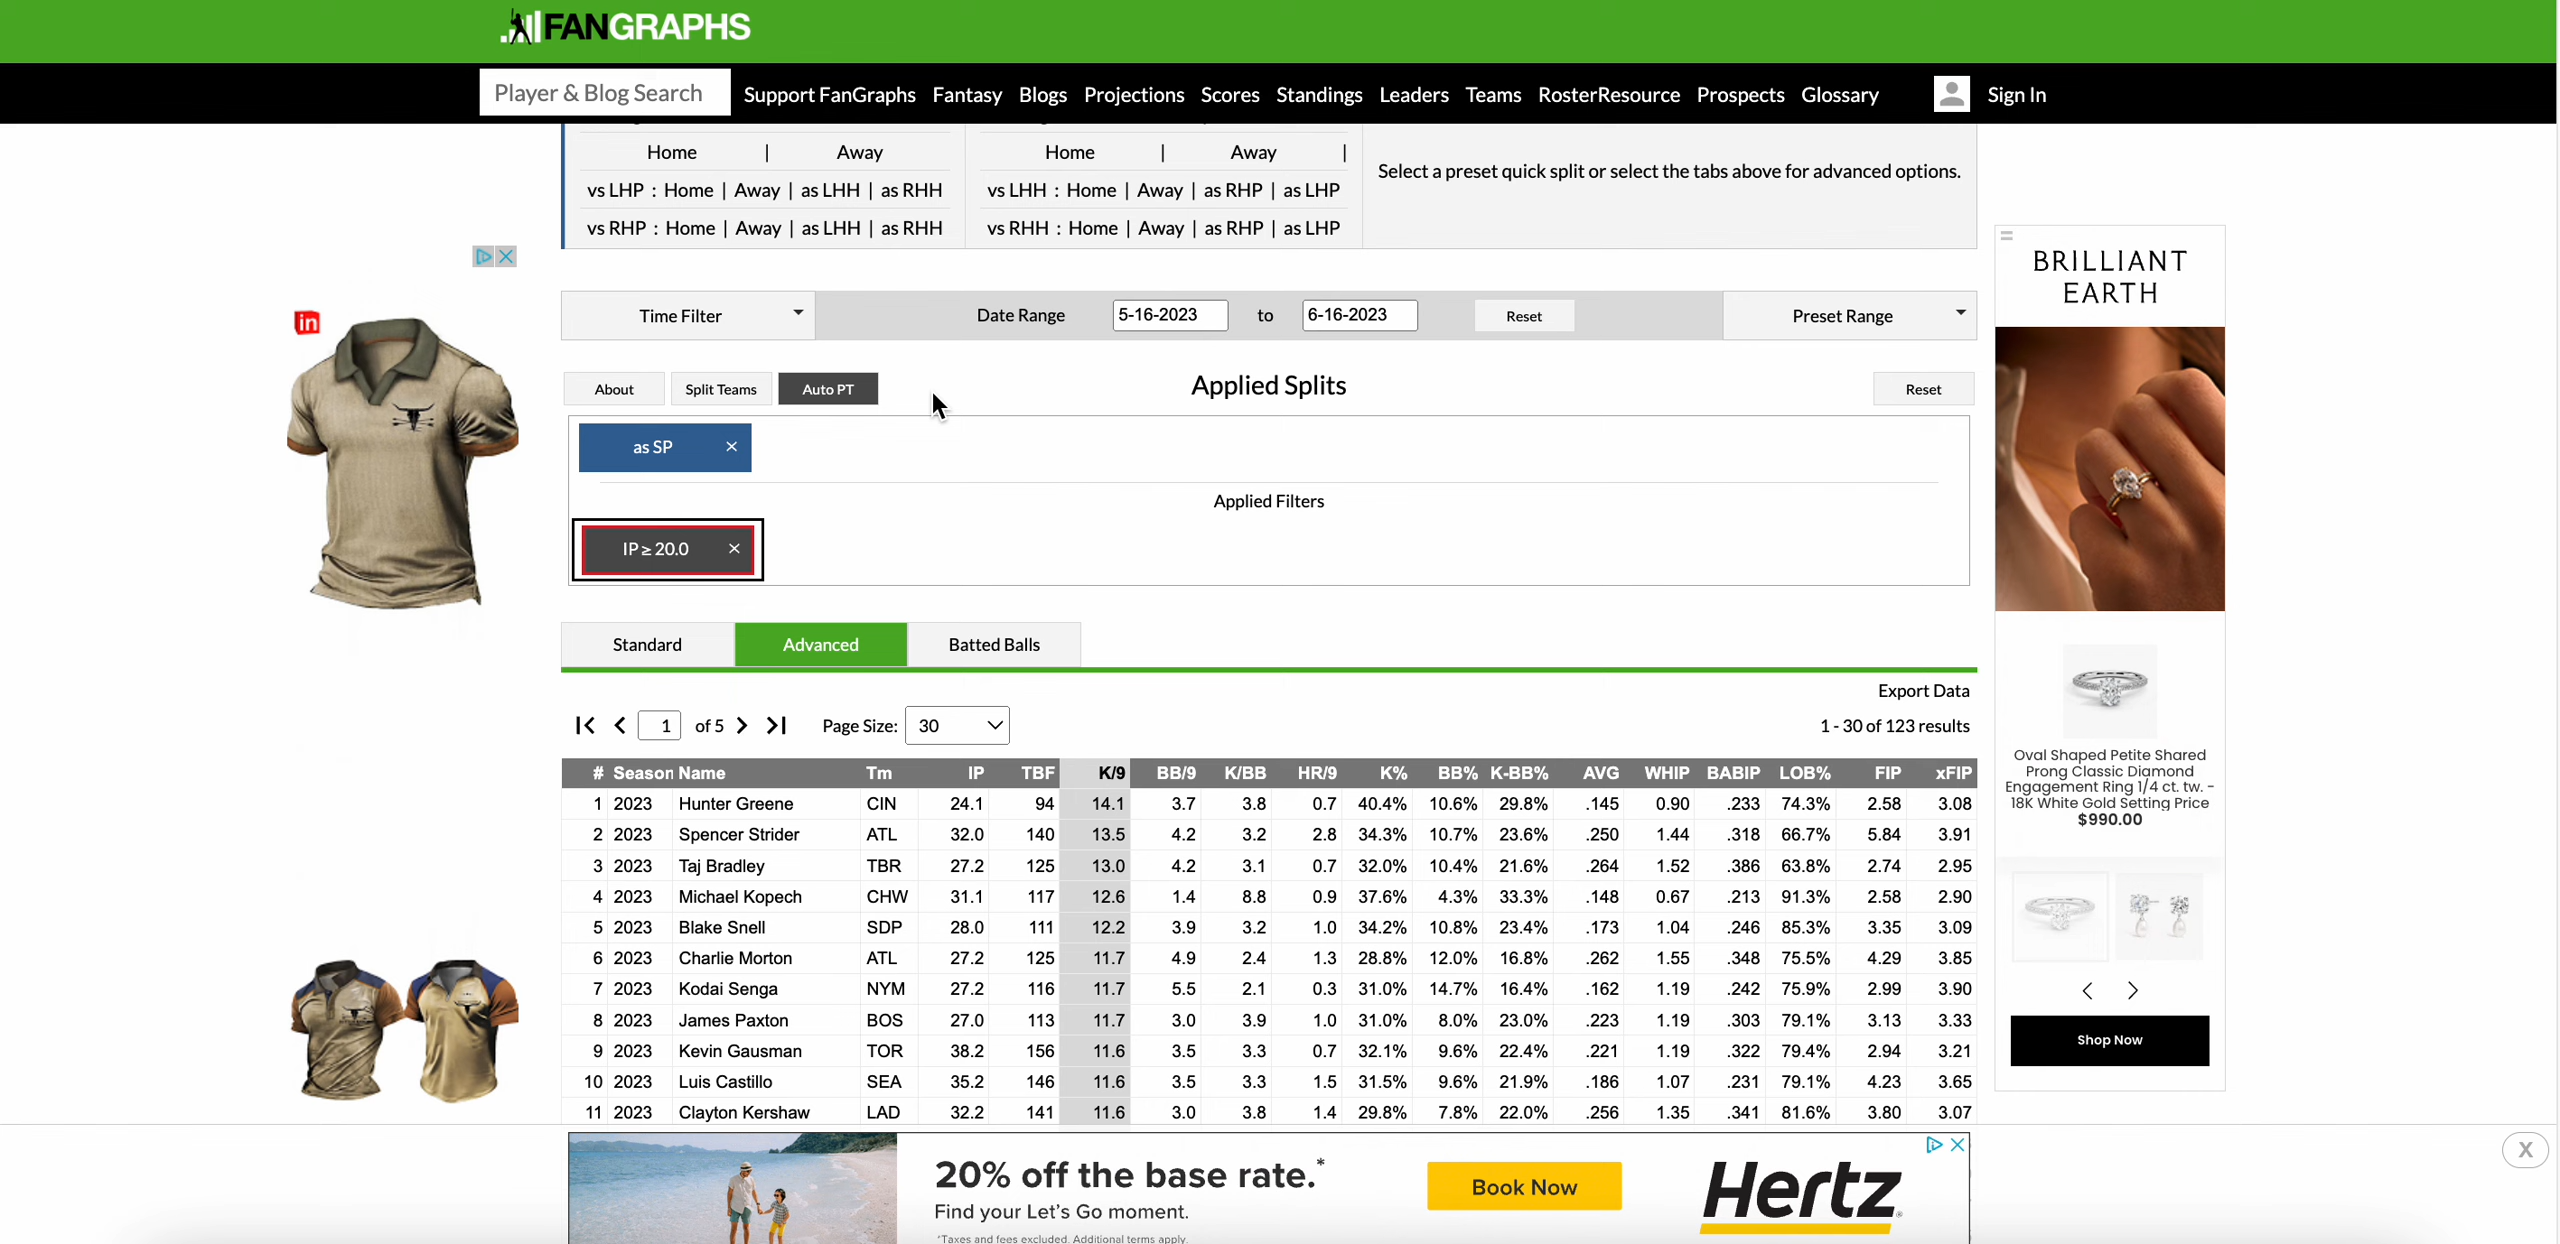 FANGRAPHS
Player & Blog Search Support FanGraphs Fantasy Blogs Projections Scores Standings Leaders Teams RosterResource Prospects Glossary Sign In
Home | Away Home | Away |
Select a preset quick split or select the tabs above for advanced options.
vs LHP : Home | Away | as LHH | as RHH vs LHH : Home | Away | as RHP | as LHP
vs RHP : Home | Away | as LHH | as RHH vs RHH : Home | Away | as RHP | as LHP
BRILLIANT
EARTH
in
Time Filter Date Range 5-16-2023 to 6-16-2023 Reset Preset Range
About Split Teams Auto PT Applied Splits Reset
as SP ×
Applied Filters
IP ≥ 20.0 ×
Standard Advanced Batted Balls
Export Data
1 of 5 Page Size: 30 1 - 30 of 123 results
# Season Name Tm IP TBF K/9 BB/9 K/BB HR/9 K% BB% K-BB% AVG WHIP BABIP LOB% FIP xFIP
1 2023 Hunter Greene CIN 24.1 94 14.1 3.7 3.8 0.7 40.4% 10.6% 29.8% .145 0.90 .233 74.3% 2.58 3.08
2 2023 Spencer Strider ATL 32.0 140 13.5 4.2 3.2 2.8 34.3% 10.7% 23.6% .250 1.44 .318 66.7% 5.84 3.91
3 2023 Taj Bradley TBR 27.2 125 13.0 4.2 3.1 0.7 32.0% 10.4% 21.6% .264 1.52 .386 63.8% 2.74 2.95
4 2023 Michael Kopech CHW 31.1 117 12.6 1.4 8.8 0.9 37.6% 4.3% 33.3% .148 0.67 .213 91.3% 2.58 2.90
5 2023 Blake Snell SDP 28.0 111 12.2 3.9 3.2 1.0 34.2% 10.8% 23.4% .173 1.04 .246 85.3% 3.35 3.09
6 2023 Charlie Morton ATL 27.2 125 11.7 4.9 2.4 1.3 28.8% 12.0% 16.8% .262 1.55 .348 75.5% 4.29 3.85
7 2023 Kodai Senga NYM 27.2 116 11.7 5.5 2.1 0.3 31.0% 14.7% 16.4% .162 1.19 .242 75.9% 2.99 3.90
8 2023 James Paxton BOS 27.0 113 11.7 3.0 3.9 1.0 31.0% 8.0% 23.0% .223 1.19 .303 79.1% 3.13 3.33
9 2023 Kevin Gausman TOR 38.2 156 11.6 3.5 3.3 0.7 32.1% 9.6% 22.4% .221 1.19 .322 79.4% 2.94 3.21
10 2023 Luis Castillo SEA 35.2 146 11.6 3.5 3.3 1.5 31.5% 9.6% 21.9% .186 1.07 .231 79.1% 4.23 3.65
11 2023 Clayton Kershaw LAD 32.2 141 11.6 3.0 3.8 1.4 29.8% 7.8% 22.0% .256 1.35 .341 81.6% 3.80 3.07
Oval Shaped Petite Shared
Prong Classic Diamond
Engagement Ring 1/4 ct. tw. -
18K White Gold Setting Price
$990.00
Shop Now
20% off the base rate.*
Find your Let's Go moment.
*Taxes and fees excluded. Additional terms apply.
Book Now
Hertz
X